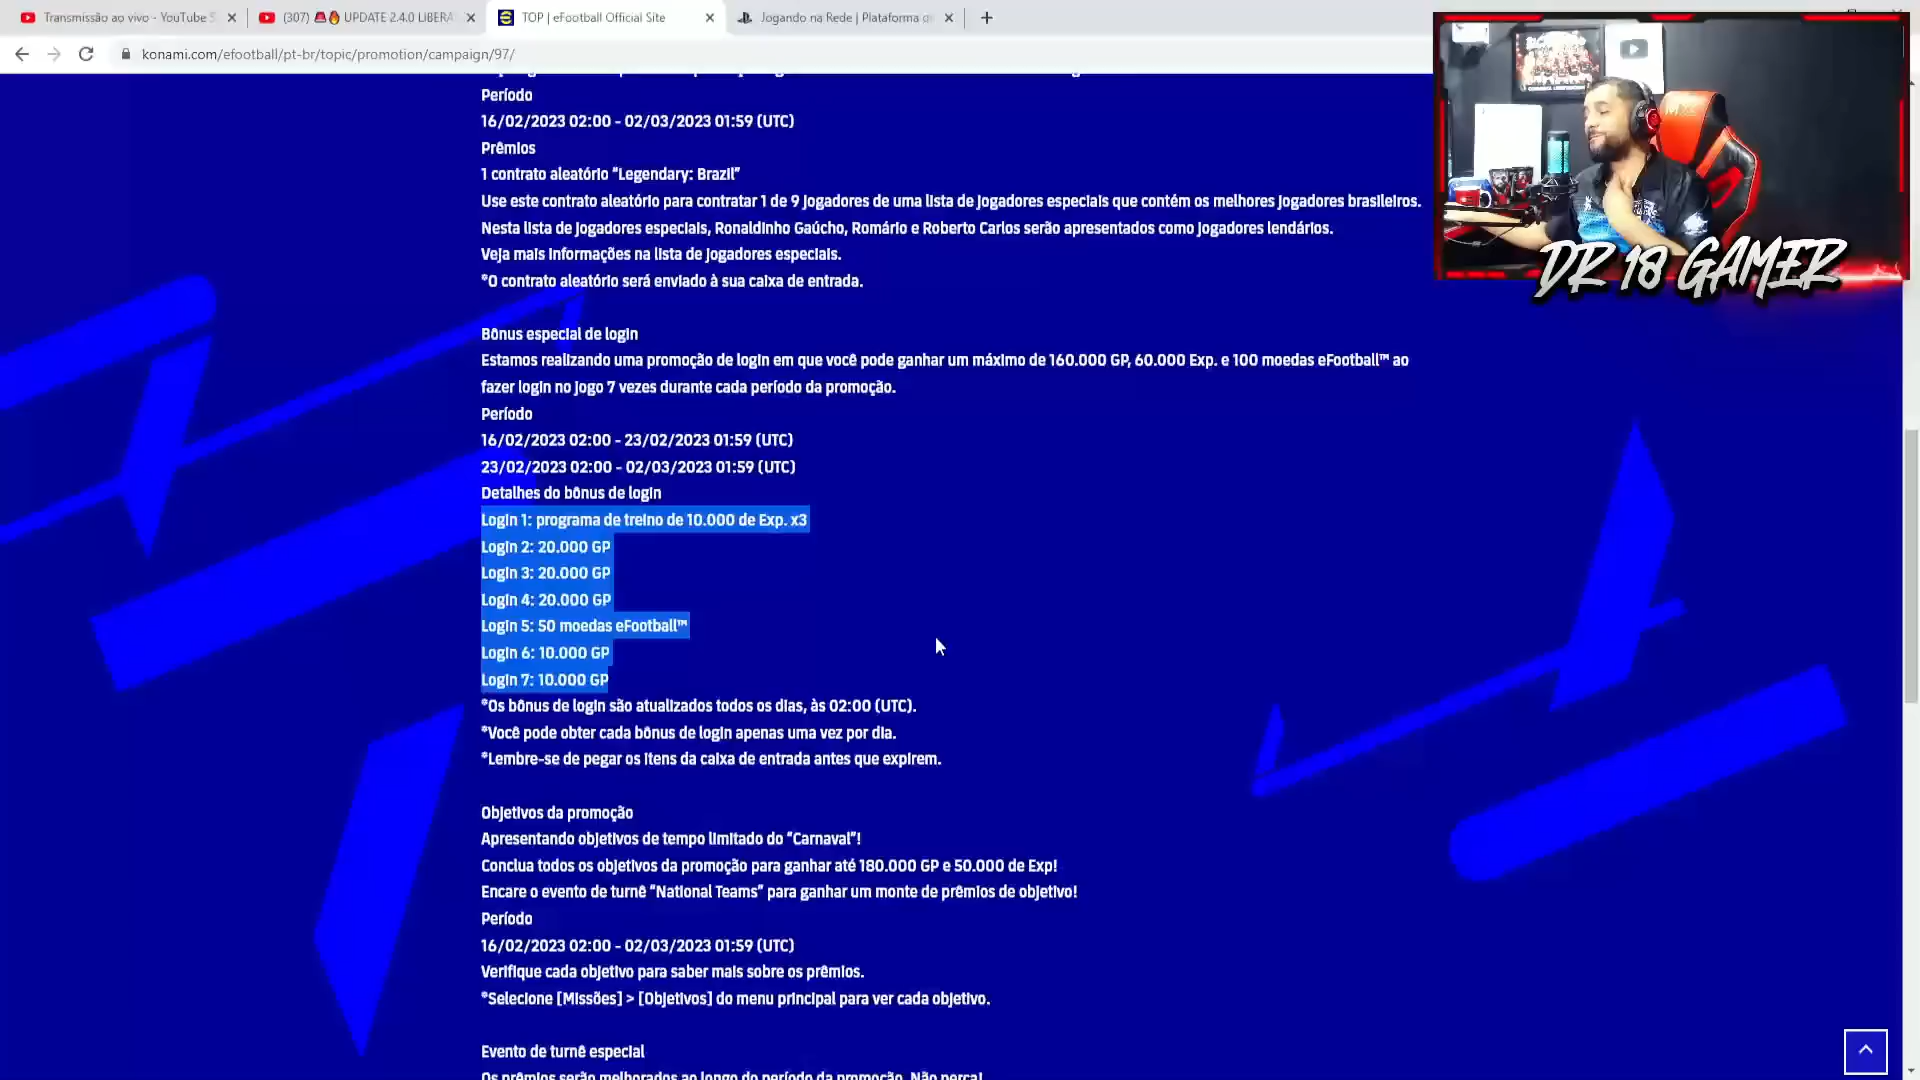 Transmissão ao vivo - YouTube
(307) 🚨🔥 UPDATE 2.4.0 LIBERA
TOP | eFootball Official Site
Jogando na Rede | Plataforma
konami.com/efootball/pt-br/topic/promotion/campaign/97/
Período
16/02/2023 02:00 - 02/03/2023 01:59 (UTC)
Prêmios
1 contrato aleatório "Legendary: Brazil"
Use este contrato aleatório para contratar 1 de 9 jogadores de uma lista de jogadores especiais que contém os melhores jogadores brasileiros.
Nesta lista de jogadores especiais, Ronaldinho Gaúcho, Romário e Roberto Carlos serão apresentados como jogadores lendários.
Veja mais informações na lista de jogadores especiais.
*O contrato aleatório será enviado à sua caixa de entrada.
Bônus especial de login
Estamos realizando uma promoção de login em que você pode ganhar um máximo de 160.000 GP, 60.000 Exp. e 100 moedas eFootball™ ao
fazer login no jogo 7 vezes durante cada período da promoção.
Período
16/02/2023 02:00 - 23/02/2023 01:59 (UTC)
23/02/2023 02:00 - 02/03/2023 01:59 (UTC)
Detalhes do bônus de login
Login 1: programa de treino de 10.000 de Exp. x3
Login 2: 20.000 GP
Login 3: 20.000 GP
Login 4: 20.000 GP
Login 5: 50 moedas eFootball™
Login 6: 10.000 GP
Login 7: 10.000 GP
*Os bônus de login são atualizados todos os dias, às 02:00 (UTC).
*Você pode obter cada bônus de login apenas uma vez por dia.
*Lembre-se de pegar os itens da caixa de entrada antes que expirem.
Objetivos da promoção
Apresentando objetivos de tempo limitado do "Carnaval"!
Conclua todos os objetivos da promoção para ganhar até 180.000 GP e 50.000 de Exp!
Encare o evento de turnê "National Teams" para ganhar um monte de prêmios de objetivo!
Período
16/02/2023 02:00 - 02/03/2023 01:59 (UTC)
Verifique cada objetivo para saber mais sobre os prêmios.
*Selecione [Missões] > [Objetivos] do menu principal para ver cada objetivo.
Evento de turnê especial
Os prêmios serão melhorados ao longo do período da promoção. Não perca!
DR 18 GAMER